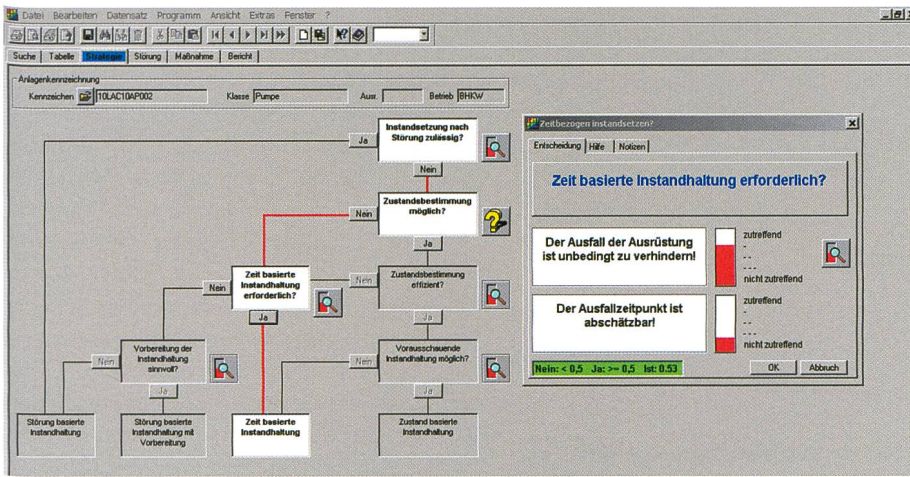 Datei Bearbeiten Datensatz Programm Ansicht Extras Fenster ?
Suche Tabelle Strategie Störung Maßnahme Bericht
Anlagenkennzeichnung
Kennzeichen 10LAC10AP002 Klasse Pumpe Ausr. Betrieb BHKW
Instandsetzung nach
Störung zulässig?
Ja
Nein
Zustandsbestimmung
möglich?
Nein
Ja
Zeit basierte
Instandhaltung
erforderlich?
Nein
Ja
Zustandsbestimmung
effizient?
Nein
Ja
Vorbereitung der
Instandhaltung
sinnvoll?
Nein
Ja
Vorausschauende
Instandhaltung möglich?
Nein
Ja
Störung basierte
Instandhaltung
Störung basierte
Instandhaltung mit
Vorbereitung
Zeit basierte
Instandhaltung
Zustand basierte
Instandhaltung
Zeitbezogen instandsetzen?
Entscheidung Hilfe Notizen
Zeit basierte Instandhaltung erforderlich?
Der Ausfall der Ausrüstung
ist unbedingt zu verhindern!
zutreffend
-
--
---
nicht zutreffend
Der Ausfallzeitpunkt ist
abschätzbar!
zutreffend
-
--
---
nicht zutreffend
Nein: < 0,5 Ja: >= 0,5 Ist: 0.53
OK Abbruch